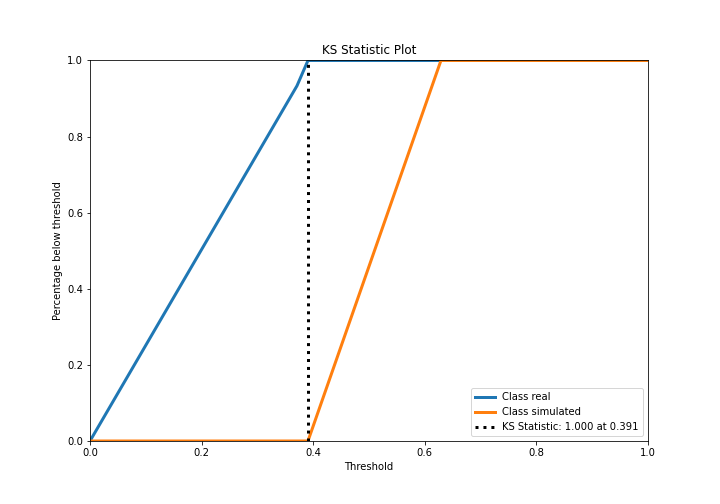 KS Statistic Plot
Percentage below threshold
1.0
0.8
0.6
0.4
0.2
0.0
0.0 0.2 0.4 0.6 0.8 1.0
Threshold
Class real
Class simulated
KS Statistic: 1.000 at 0.391